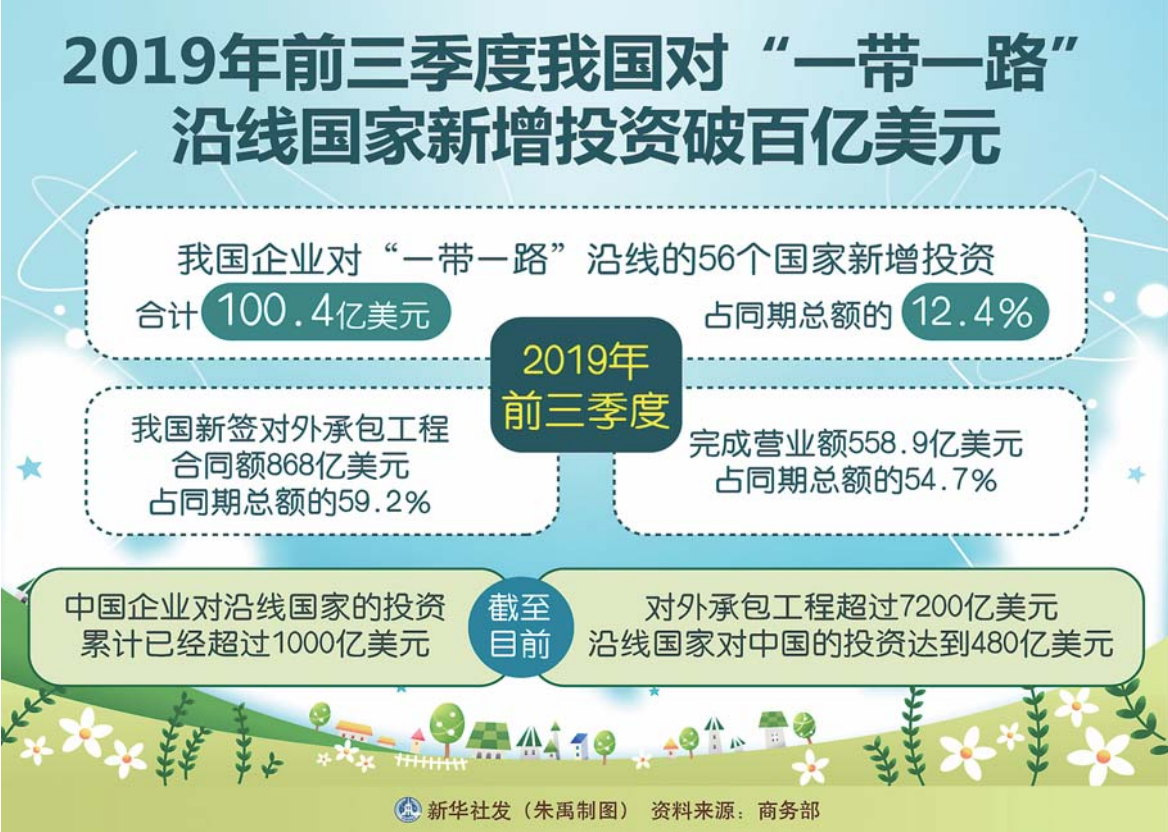 2019年前三季度我国对“一带一路”
沿线国家新增投资破百亿美元
我国企业对“一带一路”沿线的56个国家新增投资
合计100.4亿美元 占同期总额的12.4%
2019年
前三季度
我国新签对外承包工程
合同额868亿美元
占同期总额的59.2%
完成营业额558.9亿美元
占同期总额的54.7%
中国企业对沿线国家的投资
累计已经超过1000亿美元
截至
目前
对外承包工程超过7200亿美元
沿线国家对中国的投资达到480亿美元
新华社发（朱禹制图） 资料来源：商务部